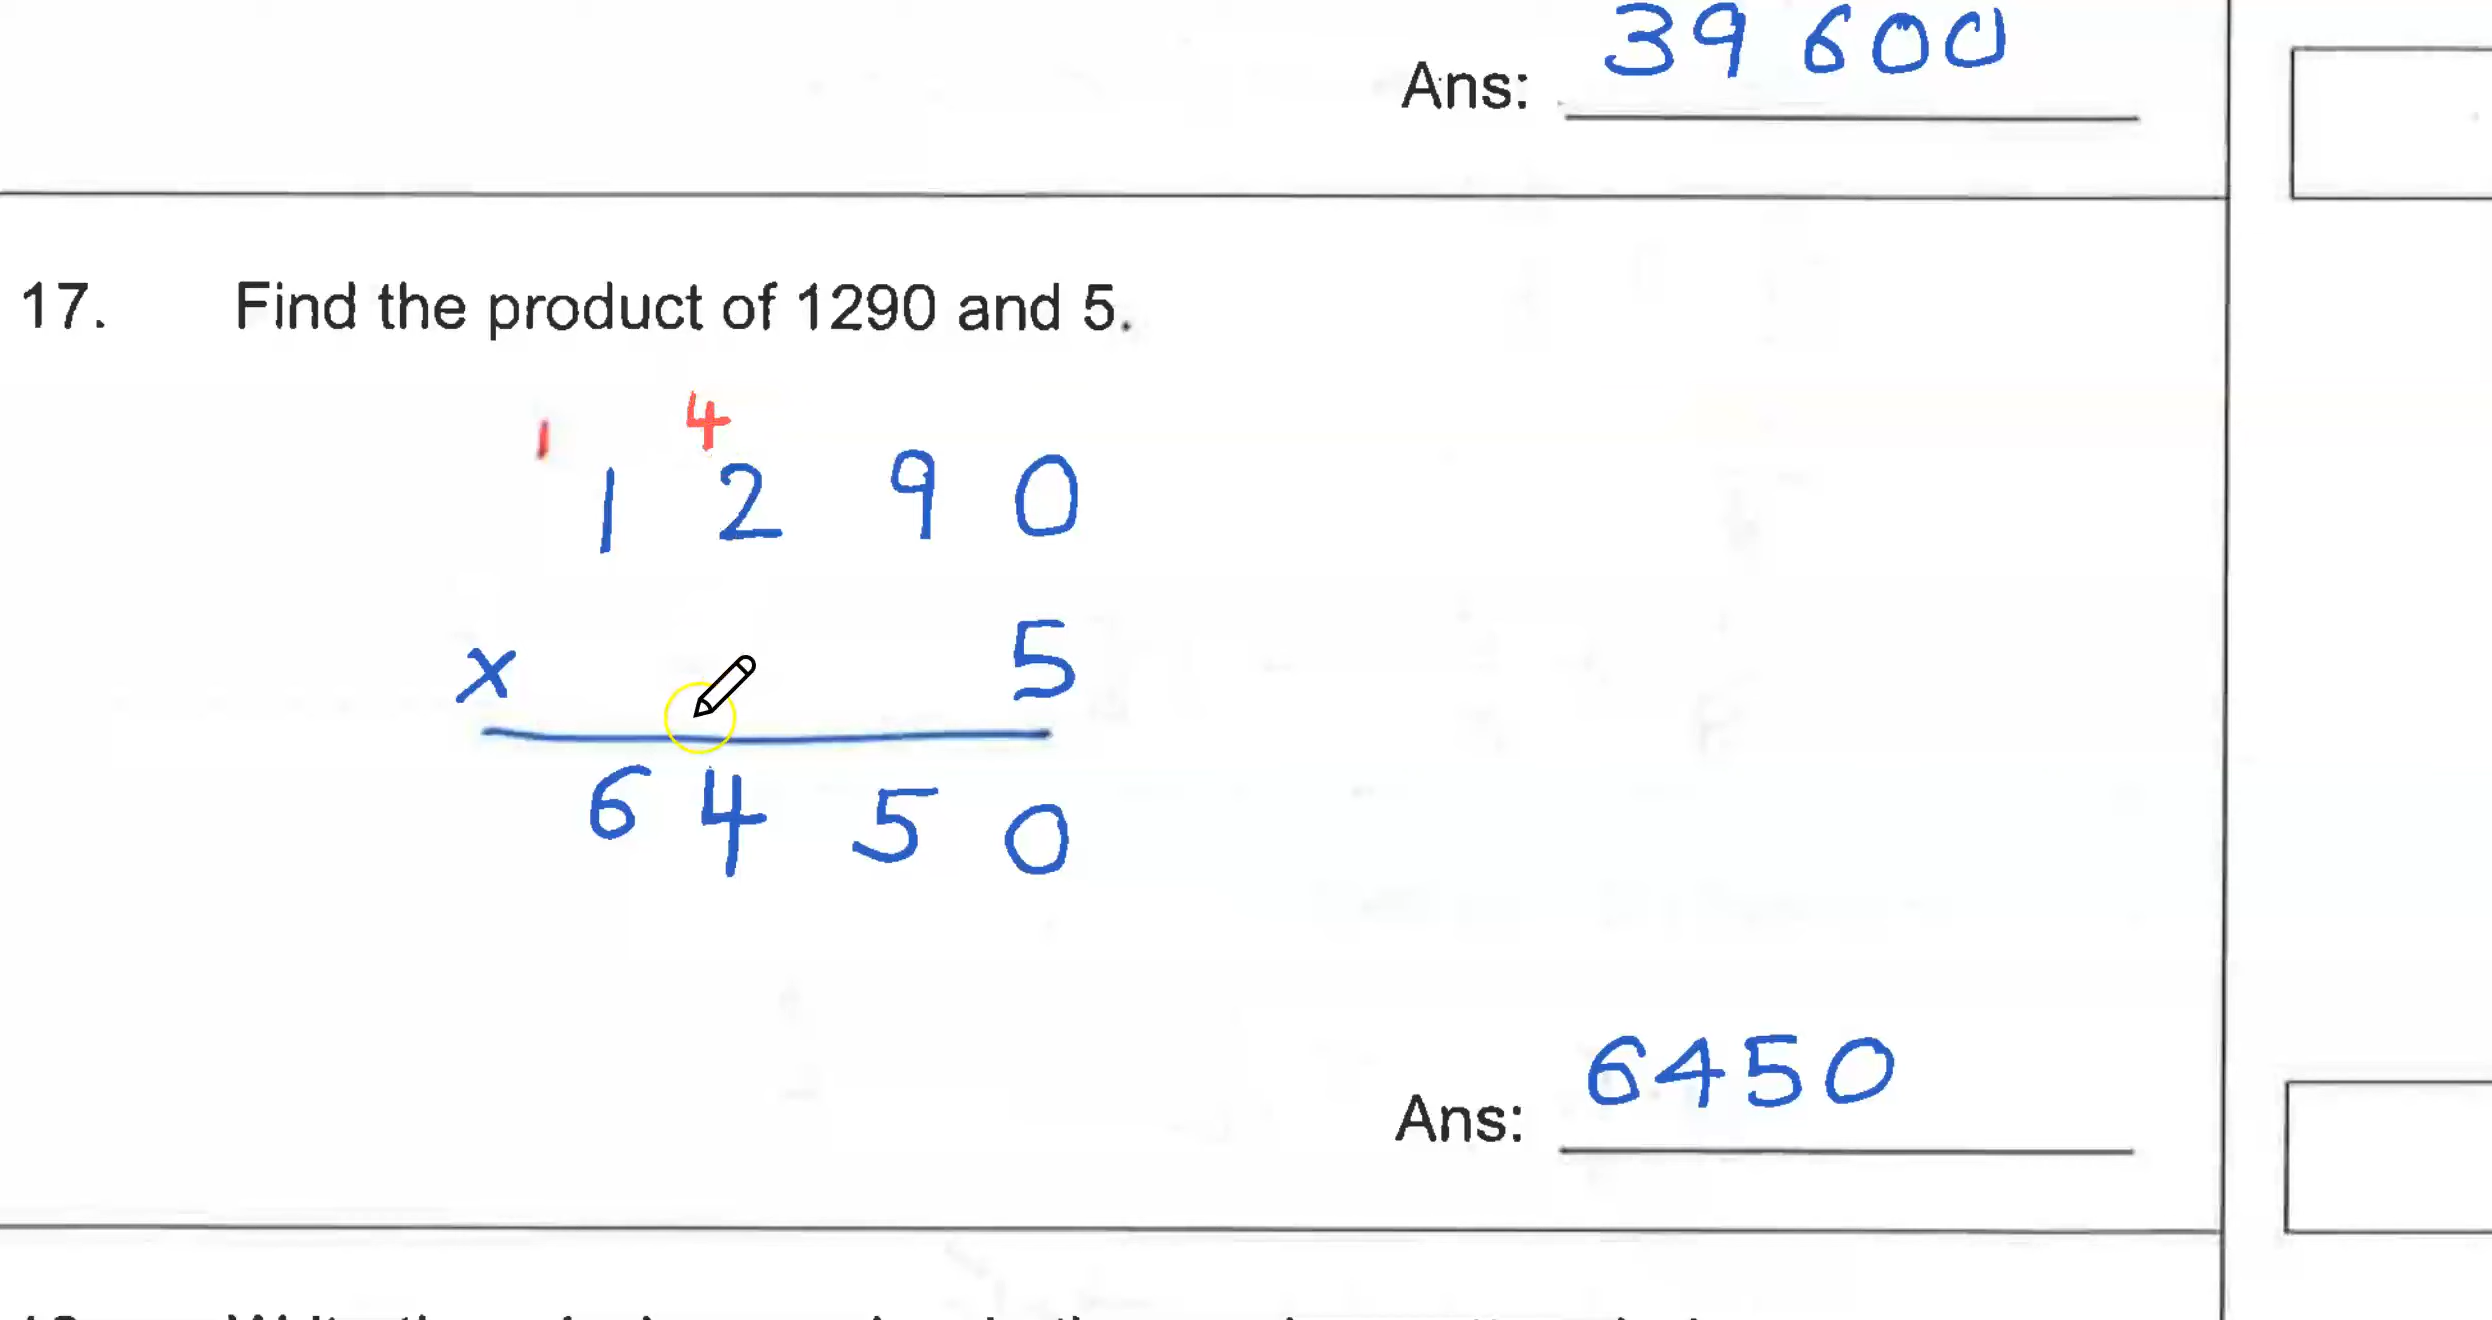 39 600
Ans:
17. Find the product of 1290 and 5.
1 4
1 2 9 0
x 5
6 4 5 0
6450
Ans: